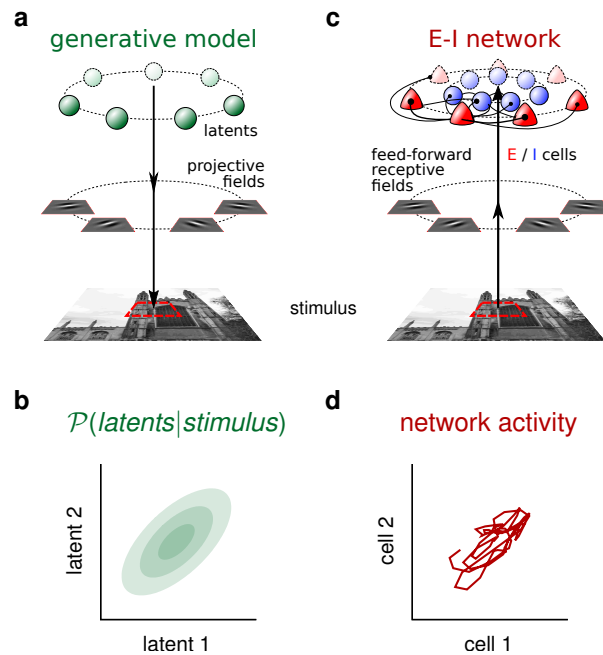 a
generative model
latents
projective
fields
stimulus
c
E-I network
feed-forward
receptive
fields
E / I cells
b
P(latents|stimulus)
latent 2
latent 1
d
network activity
cell 2
cell 1